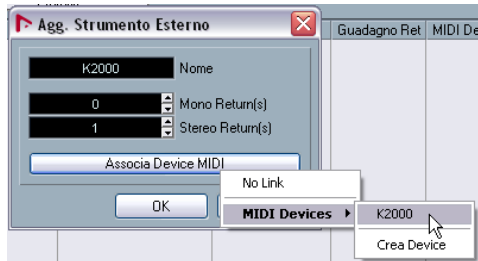 Agg. Strumento Esterno
Guadagno Ret MIDI De
K2000 Nome
0 Mono Return(s)
1 Stereo Return(s)
Associa Device MIDI
No Link
OK
MIDI Devices K2000
Crea Device